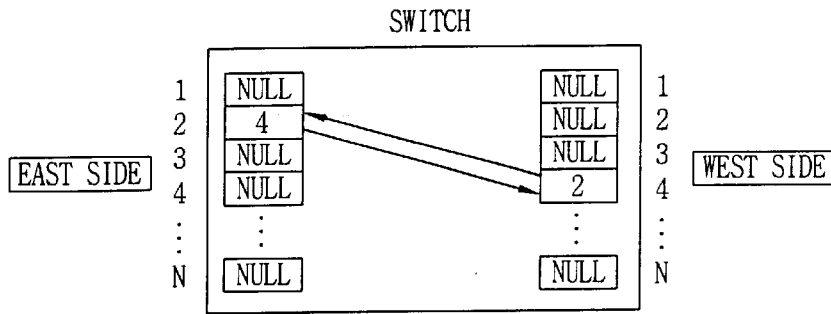 SWITCH
1 NULL NULL 1
2 4 NULL 2
3 NULL NULL 3
EAST SIDE 4 NULL 2 4 WEST SIDE
⋮ ⋮ ⋮ ⋮
N NULL NULL N